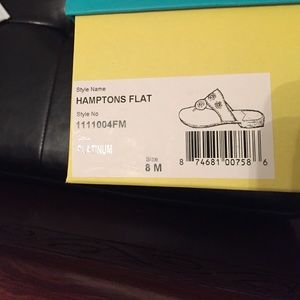 Style Name
HAMPTONS FLAT
Style No
1111004FM
PLATINUM
Size
8 M
8 74681 00758 6